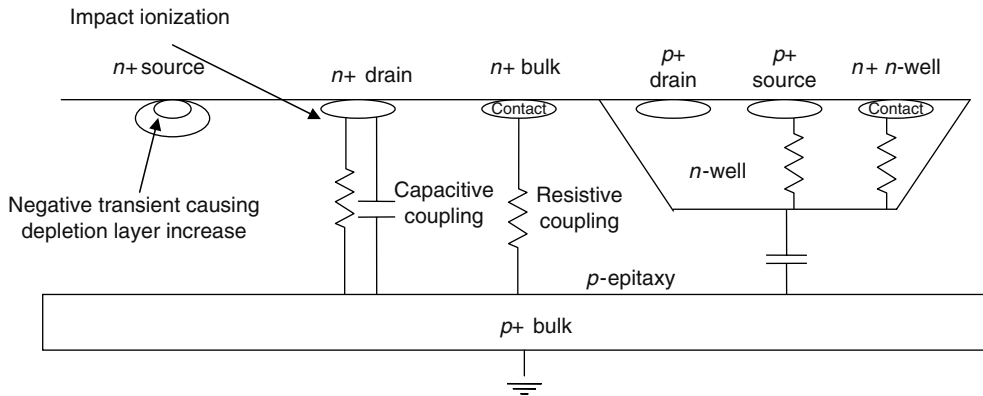 Impact ionization
n+ source
n+ drain
n+ bulk
p+
drain
p+
source
n+ n-well
Contact
Contact
n-well
Negative transient causing
depletion layer increase
Capacitive
coupling
Resistive
coupling
p-epitaxy
p+ bulk